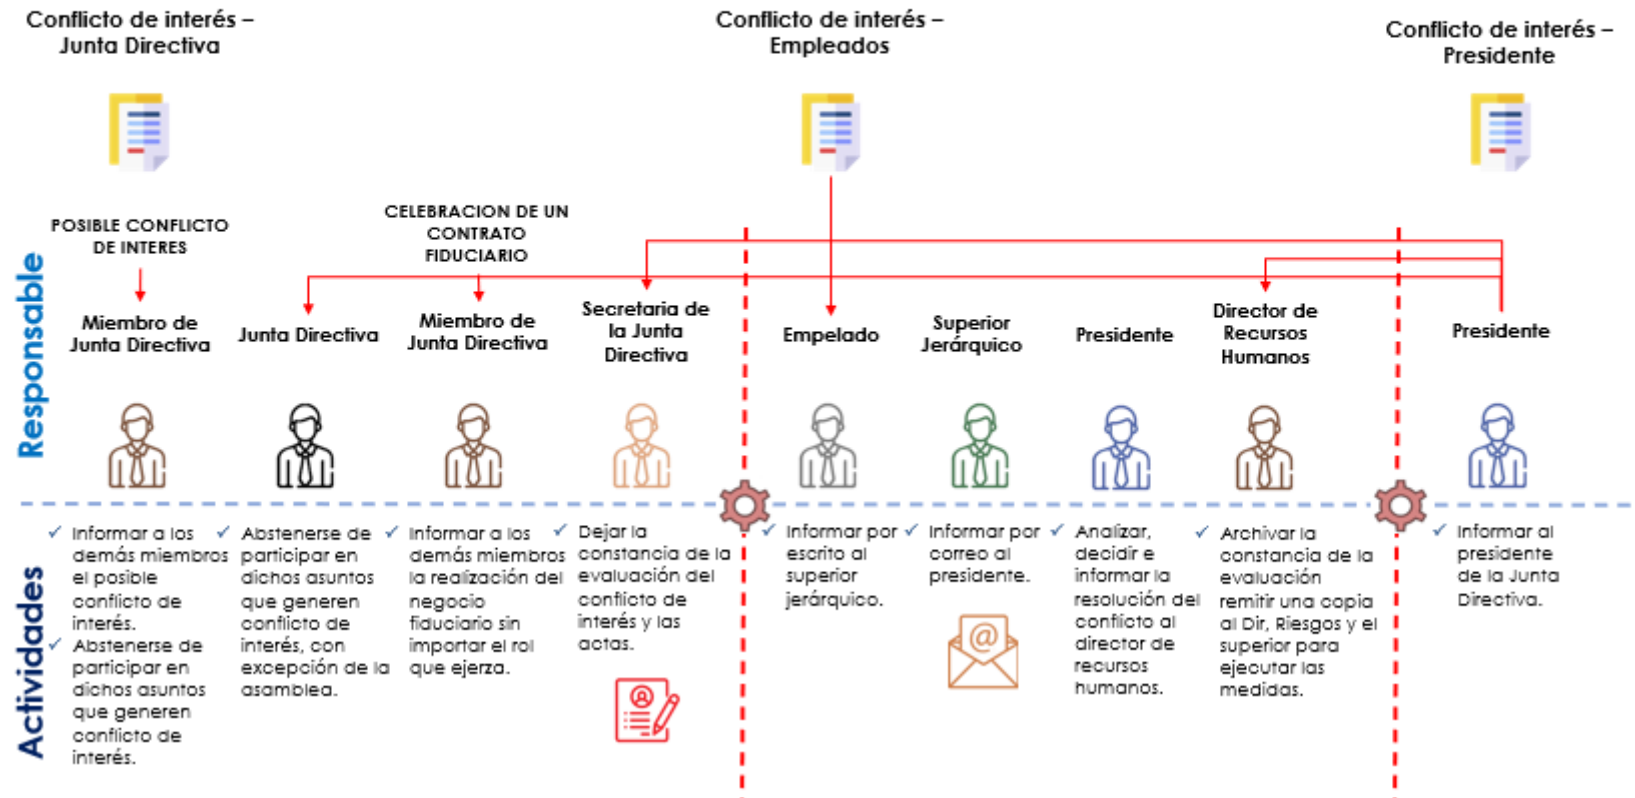 Conflicto de interés –
Junta Directiva
Conflicto de interés –
Empleados
Conflicto de interés –
Presidente
POSIBLE CONFLICTO
DE INTERES
CELEBRACION DE UN
CONTRATO
FIDUCIARIO
Responsable
Miembro de
Junta Directiva
Junta Directiva
Miembro de
Junta Directiva
Secretaria de
la Junta
Directiva
Empelado
Superior
Jerárquico
Presidente
Director de
Recursos
Humanos
Presidente
Actividades
✓ Informar a los
demás miembros
el posible
conflicto de
interés.
✓ Abstenerse de
participar en
dichos asuntos
que generen
conflicto de
interés.
✓ Abstenerse de
participar en
dichos asuntos
que generen
conflicto de
interés, con
excepción de la
asamblea.
✓ Informar a los
demás miembros
la realización del
negocio
fiduciario sin
importar el rol
que ejerza.
✓ Dejar la
constancia de la
evaluación del
conflicto de
interés y las
actas.
✓ Informar por
escrito al
superior
jerárquico.
✓ Informar por
correo al
presidente.
@
✓ Analizar,
decidir e
informar la
resolución del
conflicto al
director de
recursos
humanos.
✓ Archivar la
constancia de la
evaluación
remitir una copia
al Dir, Riesgos y el
superior para
ejecutar las
medidas.
✓ Informar al
presidente
de la Junta
Directiva.